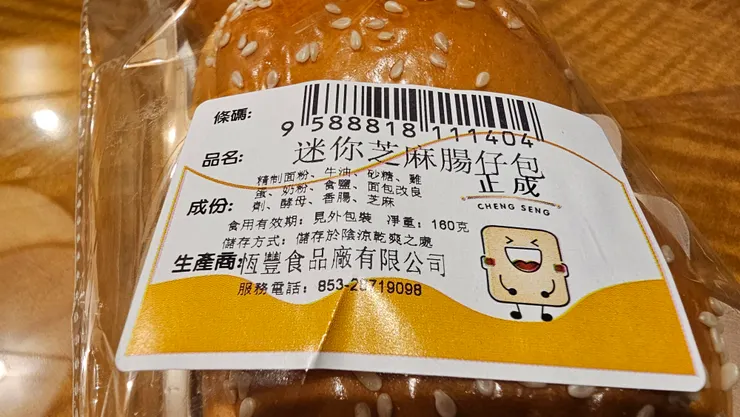 條碼:
9 588818 111404
品名: 迷你芝麻腸仔包
正成
CHENG SENG
成份: 精制面粉、牛油、砂糖、雞
蛋、奶粉、食鹽、面包改良
劑、酵母、香腸、芝麻
食用有效期: 見外包裝 淨重: 160克
儲存方式: 儲存於陰涼乾爽之處
生產商:恆豐食品廠有限公司
服務電話: 853-28719098